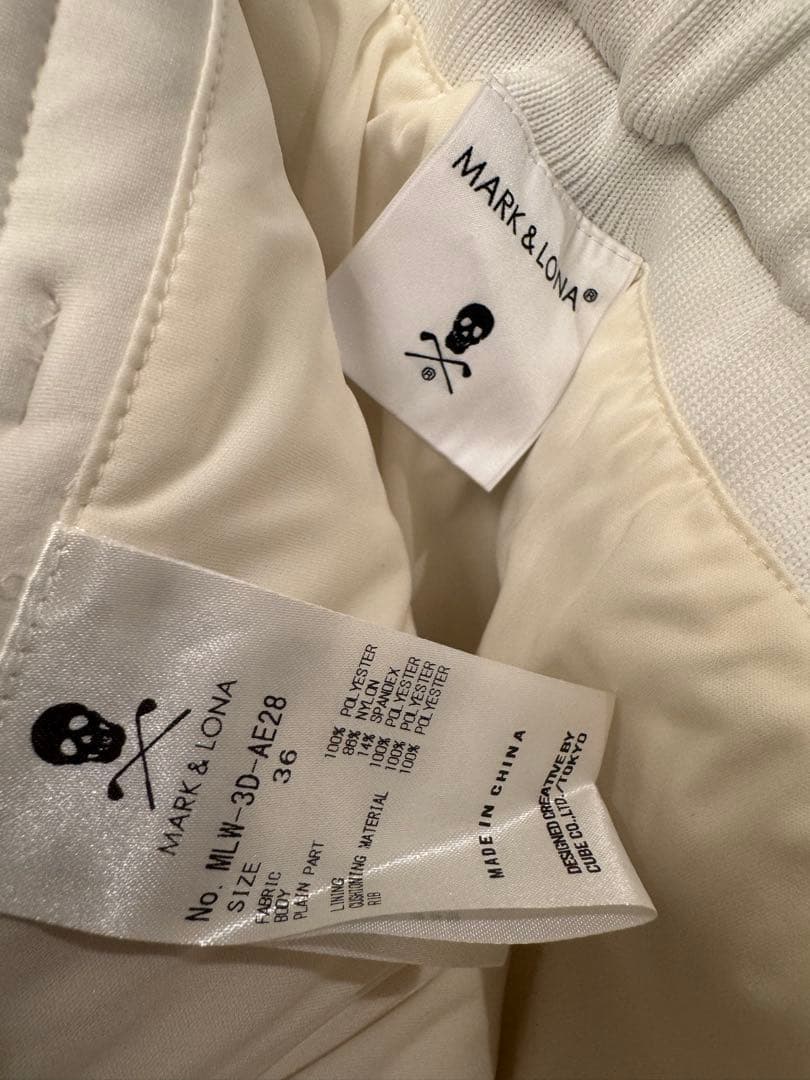 MARK & LONA®
®
MARK & LONA
No. MLW-3D-AE28
SIZE 36
FABRIC
BODY 100% POLYESTER
PLAIN PART 86% NYLON
14% SPANDEX
LINING 100% POLYESTER
CUSHIONING MATERIAL 100% POLYESTER
RIB 100% POLYESTER
MADE IN CHINA
DESIGNED CREATIVE BY
CUBE CO.,LTD./TOKYO